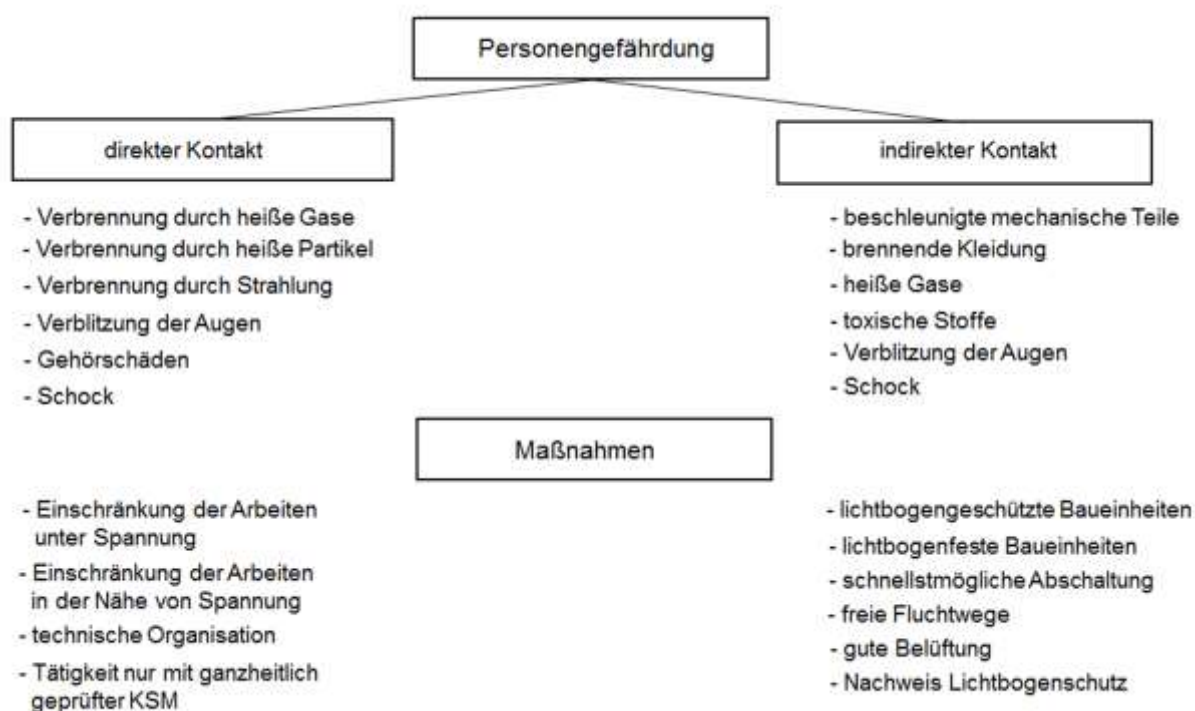 Personengefährdung
direkter Kontakt
- Verbrennung durch heiße Gase
- Verbrennung durch heiße Partikel
- Verbrennung durch Strahlung
- Verblitzung der Augen
- Gehörschäden
- Schock
indirekter Kontakt
- beschleunigte mechanische Teile
- brennende Kleidung
- heiße Gase
- toxische Stoffe
- Verblitzung der Augen
- Schock
Maßnahmen
- Einschränkung der Arbeiten
unter Spannung
- Einschränkung der Arbeiten
in der Nähe von Spannung
- technische Organisation
- Tätigkeit nur mit ganzheitlich
geprüfter KSM
- lichtbogengeschützte Baueinheiten
- lichtbogenfeste Baueinheiten
- schnellstmögliche Abschaltung
- freie Fluchtwege
- gute Belüftung
- Nachweis Lichtbogenschutz